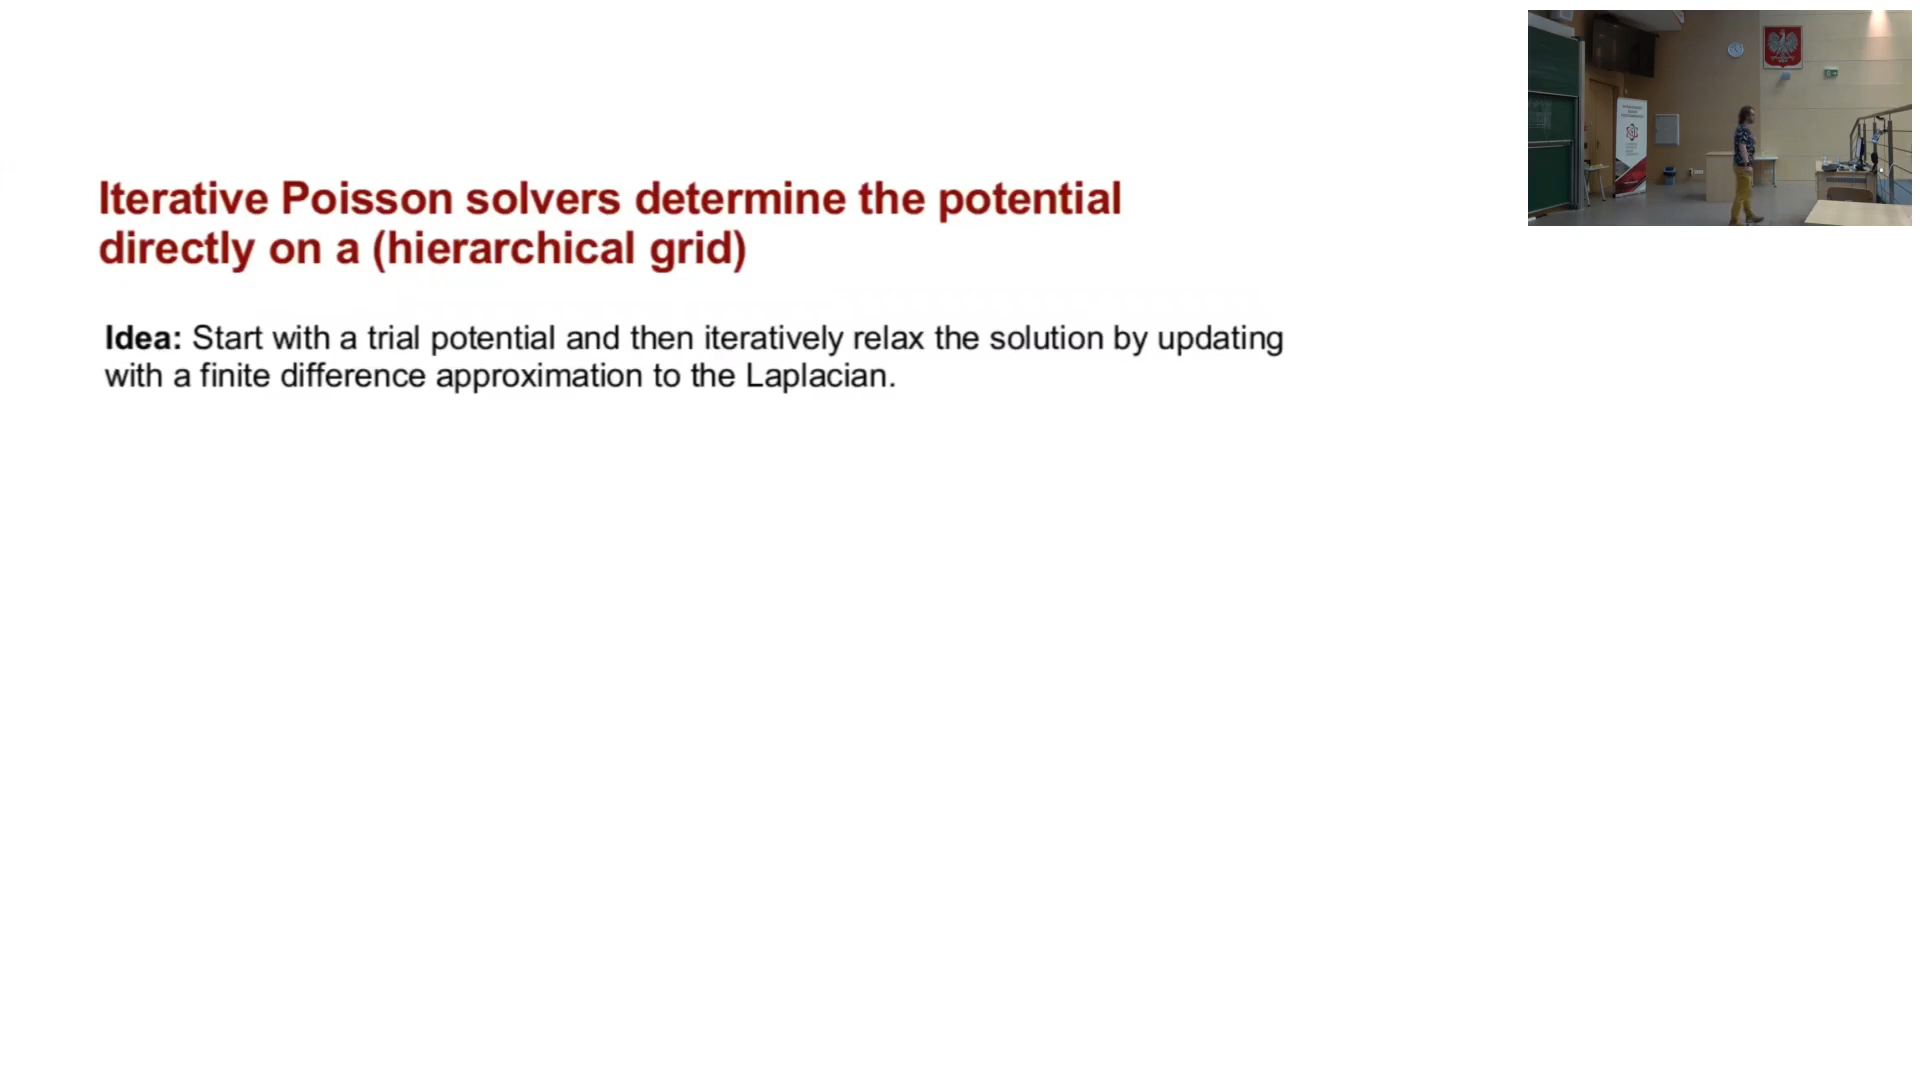 Iterative Poisson solvers determine the potential
directly on a (hierarchical grid)
Idea: Start with a trial potential and then iteratively relax the solution by updating
with a finite difference approximation to the Laplacian.